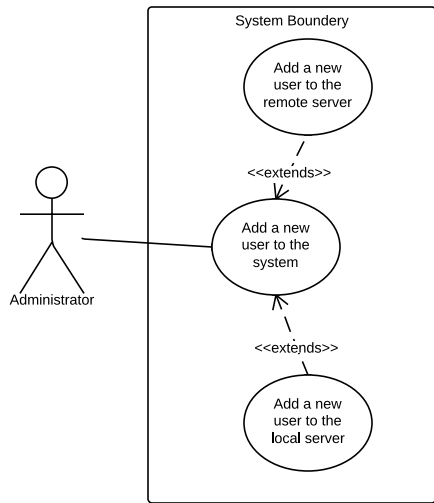 System Boundery
Add a new
user to the
remote server
<<extends>>
Add a new
user to the
system
Administrator
<<extends>>
Add a new
user to the
local server